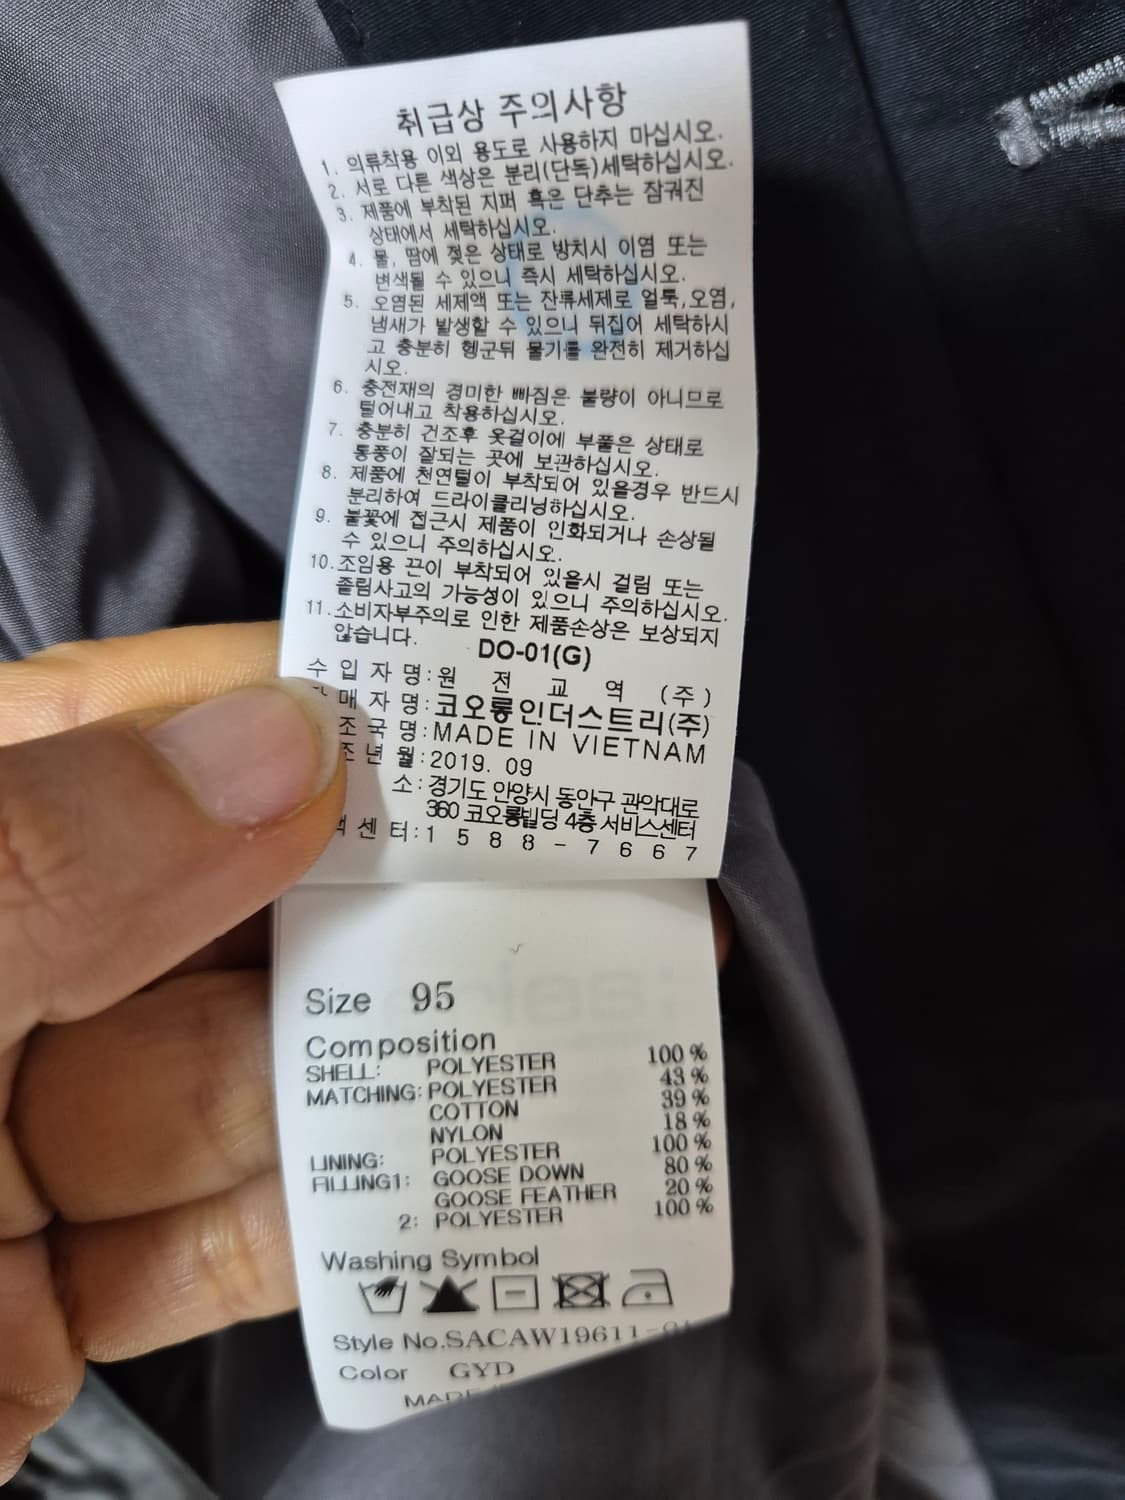 취급상 주의사항
1. 의류착용 이외 용도로 사용하지 마십시오.
2. 서로 다른 색상은 분리(단독)세탁하십시오.
3. 제품에 부착된 지퍼 혹은 단추는 잠궈진
상태에서 세탁하십시오.
4. 물, 땀에 젖은 상태로 방치시 이염 또는
변색될 수 있으니 즉시 세탁하십시오.
5. 오염된 세제액 또는 잔류세제로 얼룩,오염,
냄새가 발생할 수 있으니 뒤집어 세탁하시
고 충분히 헹군뒤 물기를 완전히 제거하십
시오.
6. 충전재의 경미한 빠짐은 불량이 아니므로
털어내고 착용하십시오.
7. 충분히 건조후 옷걸이에 부풀은 상태로
통풍이 잘되는 곳에 보관하십시오.
8. 제품에 천연털이 부착되어 있을경우 반드시
분리하여 드라이클리닝하십시오.
9. 불꽃에 접근시 제품이 인화되거나 손상될
수 있으니 주의하십시오.
10.조임용 끈이 부착되어 있을시 걸림 또는
졸림사고의 가능성이 있으니 주의하십시오.
11.소비자부주의로 인한 제품손상은 보상되지
않습니다.
DO-01(G)
수 입 자 명:원 전 교 역 (주)
매 자 명:코오롱인더스트리(주)
조 국 명:MADE IN VIETNAM
조 년 월:2019. 09
소:경기도 안양시 동안구 관악대로
360 코오롱빌딩 4층 서비스센터
센 터:1 5 8 8 - 7 6 6 7
Size 95
Composition
SHELL: POLYESTER 100 %
MATCHING: POLYESTER 43 %
COTTON 39 %
NYLON 18 %
LINING: POLYESTER 100 %
FILLING1: GOOSE DOWN 80 %
GOOSE FEATHER 20 %
2: POLYESTER 100 %
Washing Symbol
Style No.SACAW19611-01
Color GYD
MADE